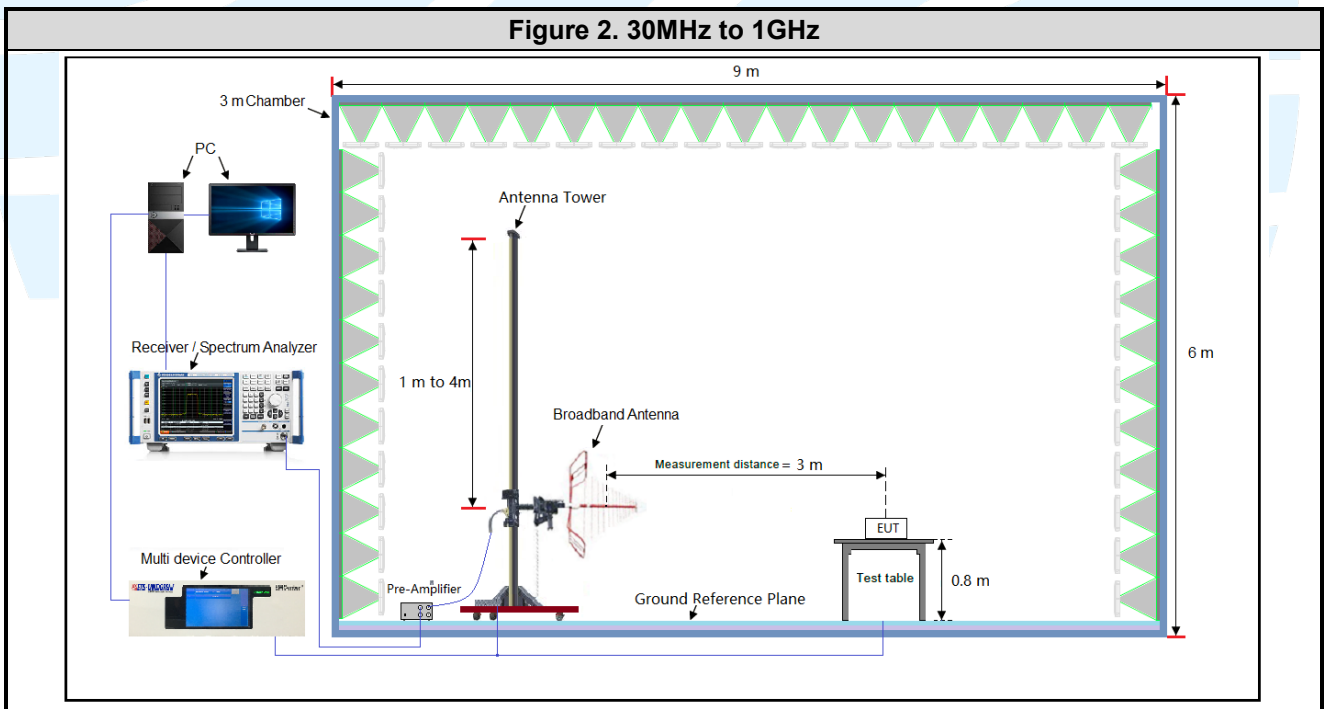 Figure 2. 30MHz to 1GHz
9 m
3 m Chamber
PC
Antenna Tower
Receiver / Spectrum Analyzer
1 m to 4m
6 m
Broadband Antenna
Measurement distance = 3 m
EUT
Multi device Controller
Test table
0.8 m
Pre-Amplifier
Ground Reference Plane